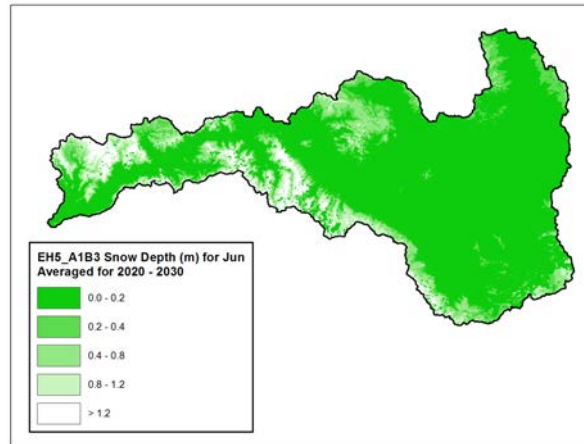 EH5_A1B3 Snow Depth (m) for Jun
Averaged for 2020 - 2030
0.0 - 0.2
0.2 - 0.4
0.4 - 0.8
0.8 - 1.2
> 1.2